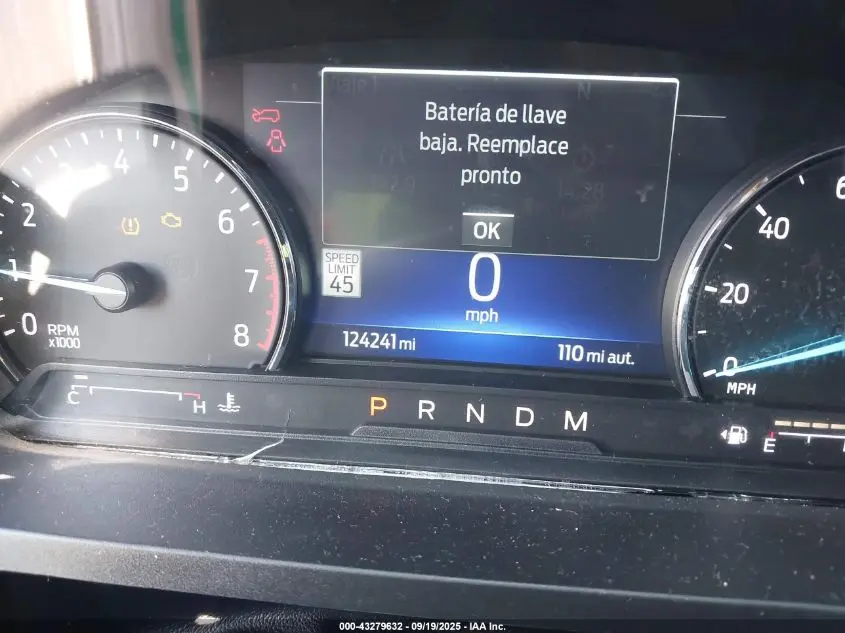 Batería de llave
baja. Reemplace
pronto
OK
SPEED
LIMIT
45
0
mph
124241 mi
110 mi aut.
0
1
2
4
5
6
7
8
RPM
x1000
0
20
40
MPH
C
H
P R N D M
E
000-43279632 - 09/19/2025 - IAA Inc.